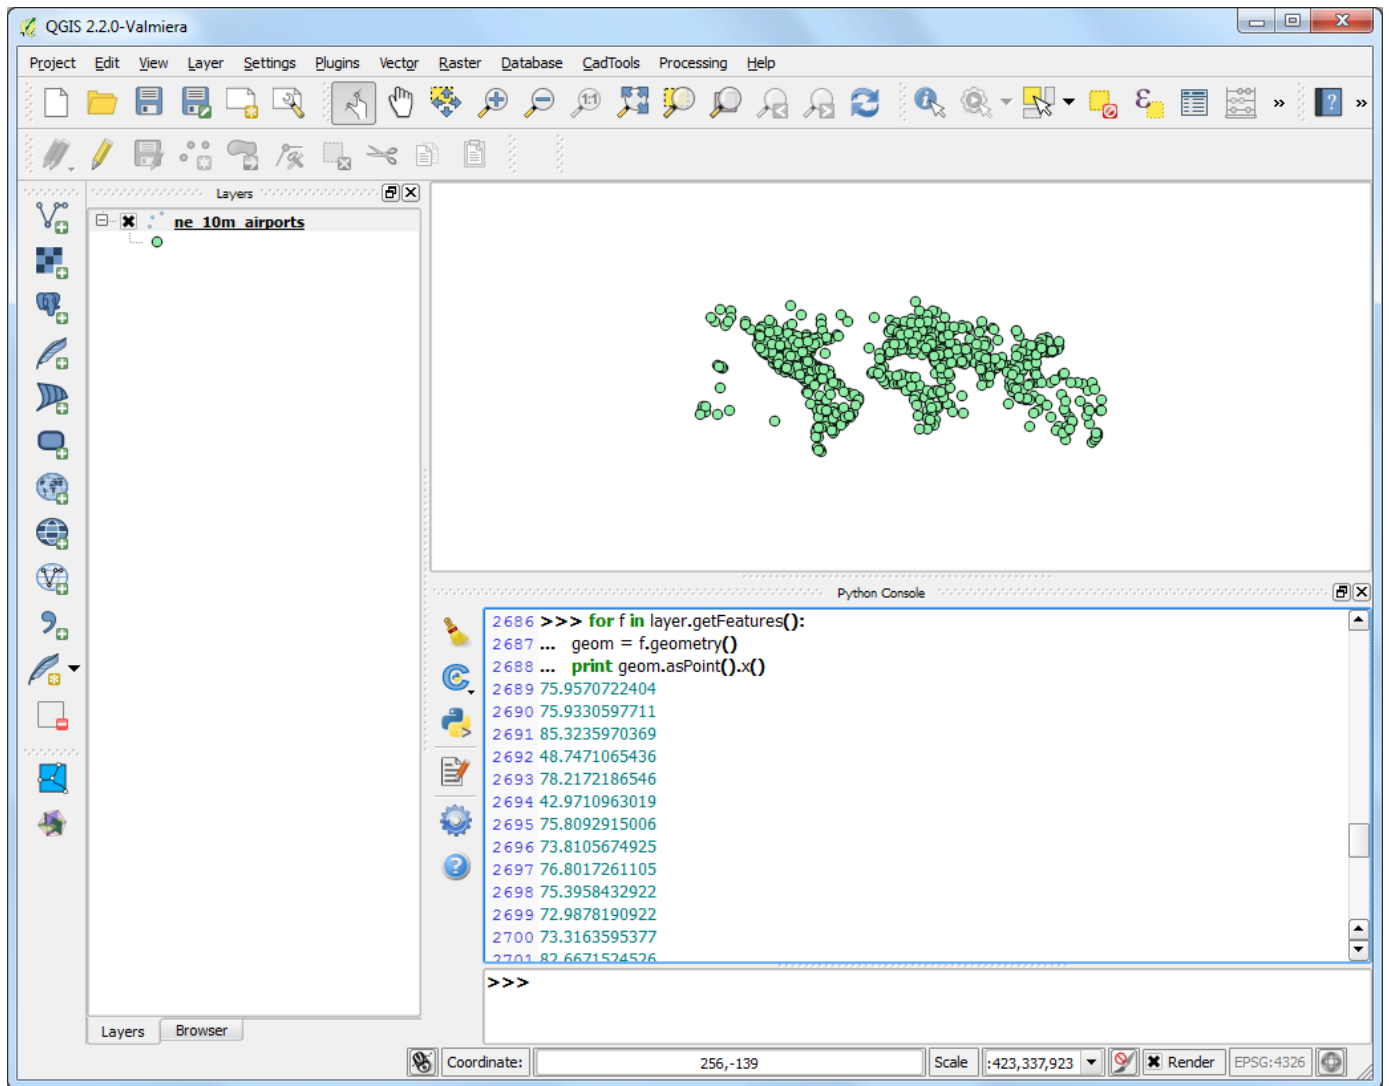 QGIS 2.2.0-Valmiera
Project Edit View Layer Settings Plugins Vector Raster Database CadTools Processing Help
Layers
ne_10m_airports
Python Console
2686 >>> for f in layer.getFeatures():
2687 ... geom = f.geometry()
2688 ... print geom.asPoint().x()
2689 75.9570722404
2690 75.9330597711
2691 85.3235970369
2692 48.7471065436
2693 78.2172186546
2694 42.9710963019
2695 75.8092915006
2696 73.8105674925
2697 76.8017261105
2698 75.3958432922
2699 72.9878190922
2700 73.3163595377
2701 82.6671524526
>>>
Layers Browser
Coordinate: 256,-139 Scale :423,337,923 Render EPSG:4326